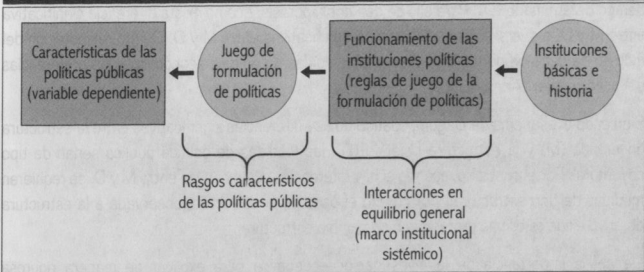 Características de las
políticas públicas
(variable dependiente)
Juego de
formulación
de políticas
Funcionamiento de las
instituciones políticas
(reglas de juego de la
formulación de políticas)
Instituciones
básicas e
historia
Rasgos característicos
de las políticas públicas
Interacciones en
equilibrio general
(marco institucional
sistémico)